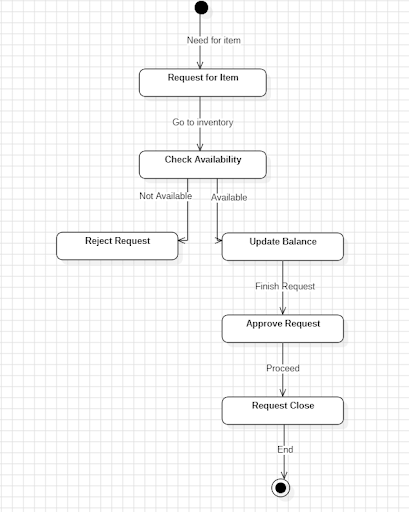 Need for item
Request for Item
Go to inventory
Check Availability
Not Available
Available
Reject Request
Update Balance
Finish Request
Approve Request
Proceed
Request Close
End